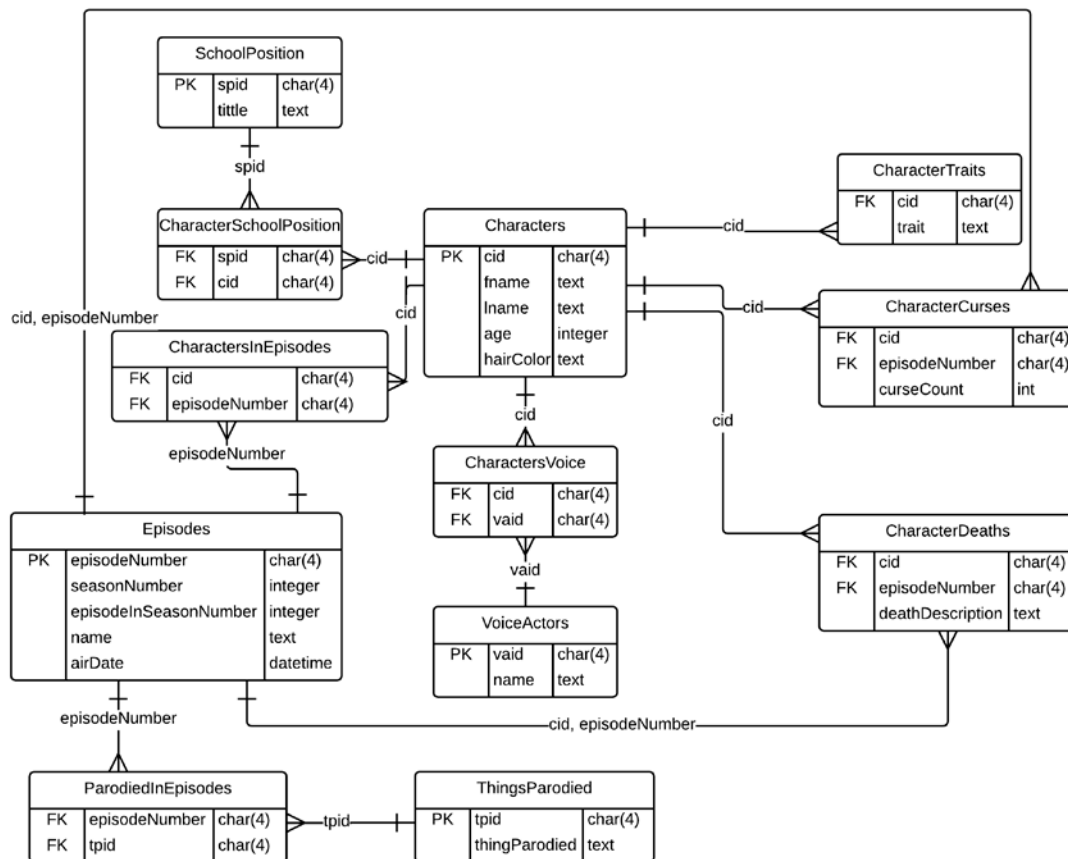 SchoolPosition
PK spid char(4)
tittle text
spid
CharacterSchoolPosition
FK spid char(4)
FK cid char(4)
cid
Characters
PK cid char(4)
fname text
lname text
age integer
hairColor text
cid
CharacterTraits
FK cid char(4)
trait text
cid
CharacterCurses
FK cid char(4)
FK episodeNumber char(4)
curseCount int
cid, episodeNumber
cid
CharactersInEpisodes
FK cid char(4)
FK episodeNumber char(4)
episodeNumber
cid
CharactersVoice
FK cid char(4)
FK vaid char(4)
vaid
VoiceActors
PK vaid char(4)
name text
cid
CharacterDeaths
FK cid char(4)
FK episodeNumber char(4)
deathDescription text
Episodes
PK episodeNumber char(4)
seasonNumber integer
episodeInSeasonNumber integer
name text
airDate datetime
episodeNumber
cid, episodeNumber
ParodiedInEpisodes
FK episodeNumber char(4)
FK tpid char(4)
tpid
ThingsParodied
PK tpid char(4)
thingParodied text